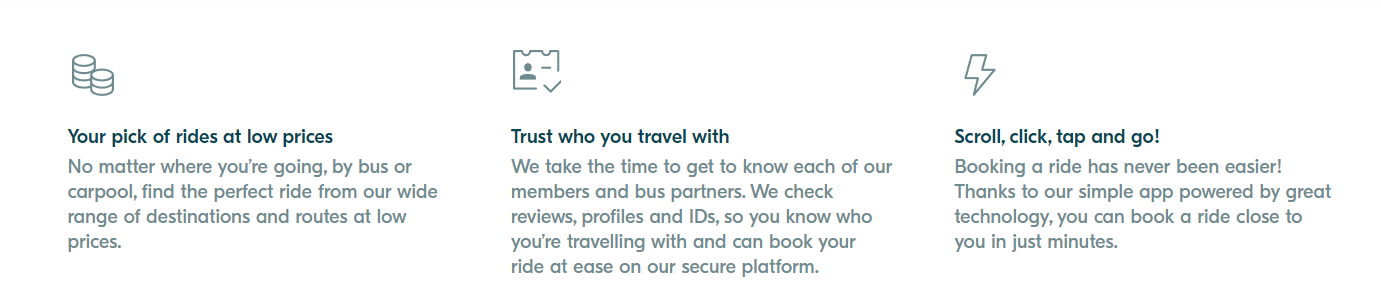 Your pick of rides at low prices
No matter where you're going, by bus or
carpool, find the perfect ride from our wide
range of destinations and routes at low
prices.
Trust who you travel with
We take the time to get to know each of our
members and bus partners. We check
reviews, profiles and IDs, so you know who
you're travelling with and can book your
ride at ease on our secure platform.
Scroll, click, tap and go!
Booking a ride has never been easier!
Thanks to our simple app powered by great
technology, you can book a ride close to
you in just minutes.